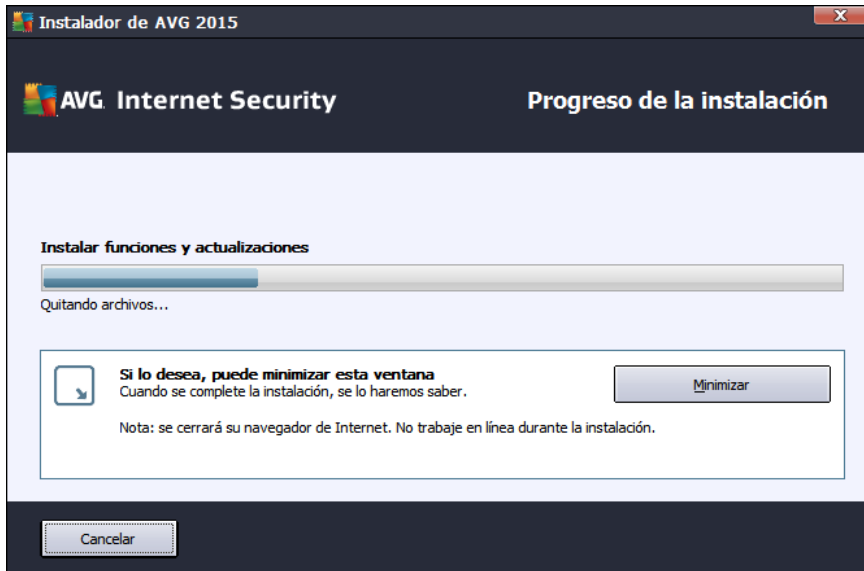 Instalador de AVG 2015
X
AVG. Internet Security
Progreso de la instalación
Instalar funciones y actualizaciones
Quitando archivos...
Si lo desea, puede minimizar esta ventana
Cuando se complete la instalación, se lo haremos saber.
Minimizar
Nota: se cerrará su navegador de Internet. No trabaje en línea durante la instalación.
Cancelar